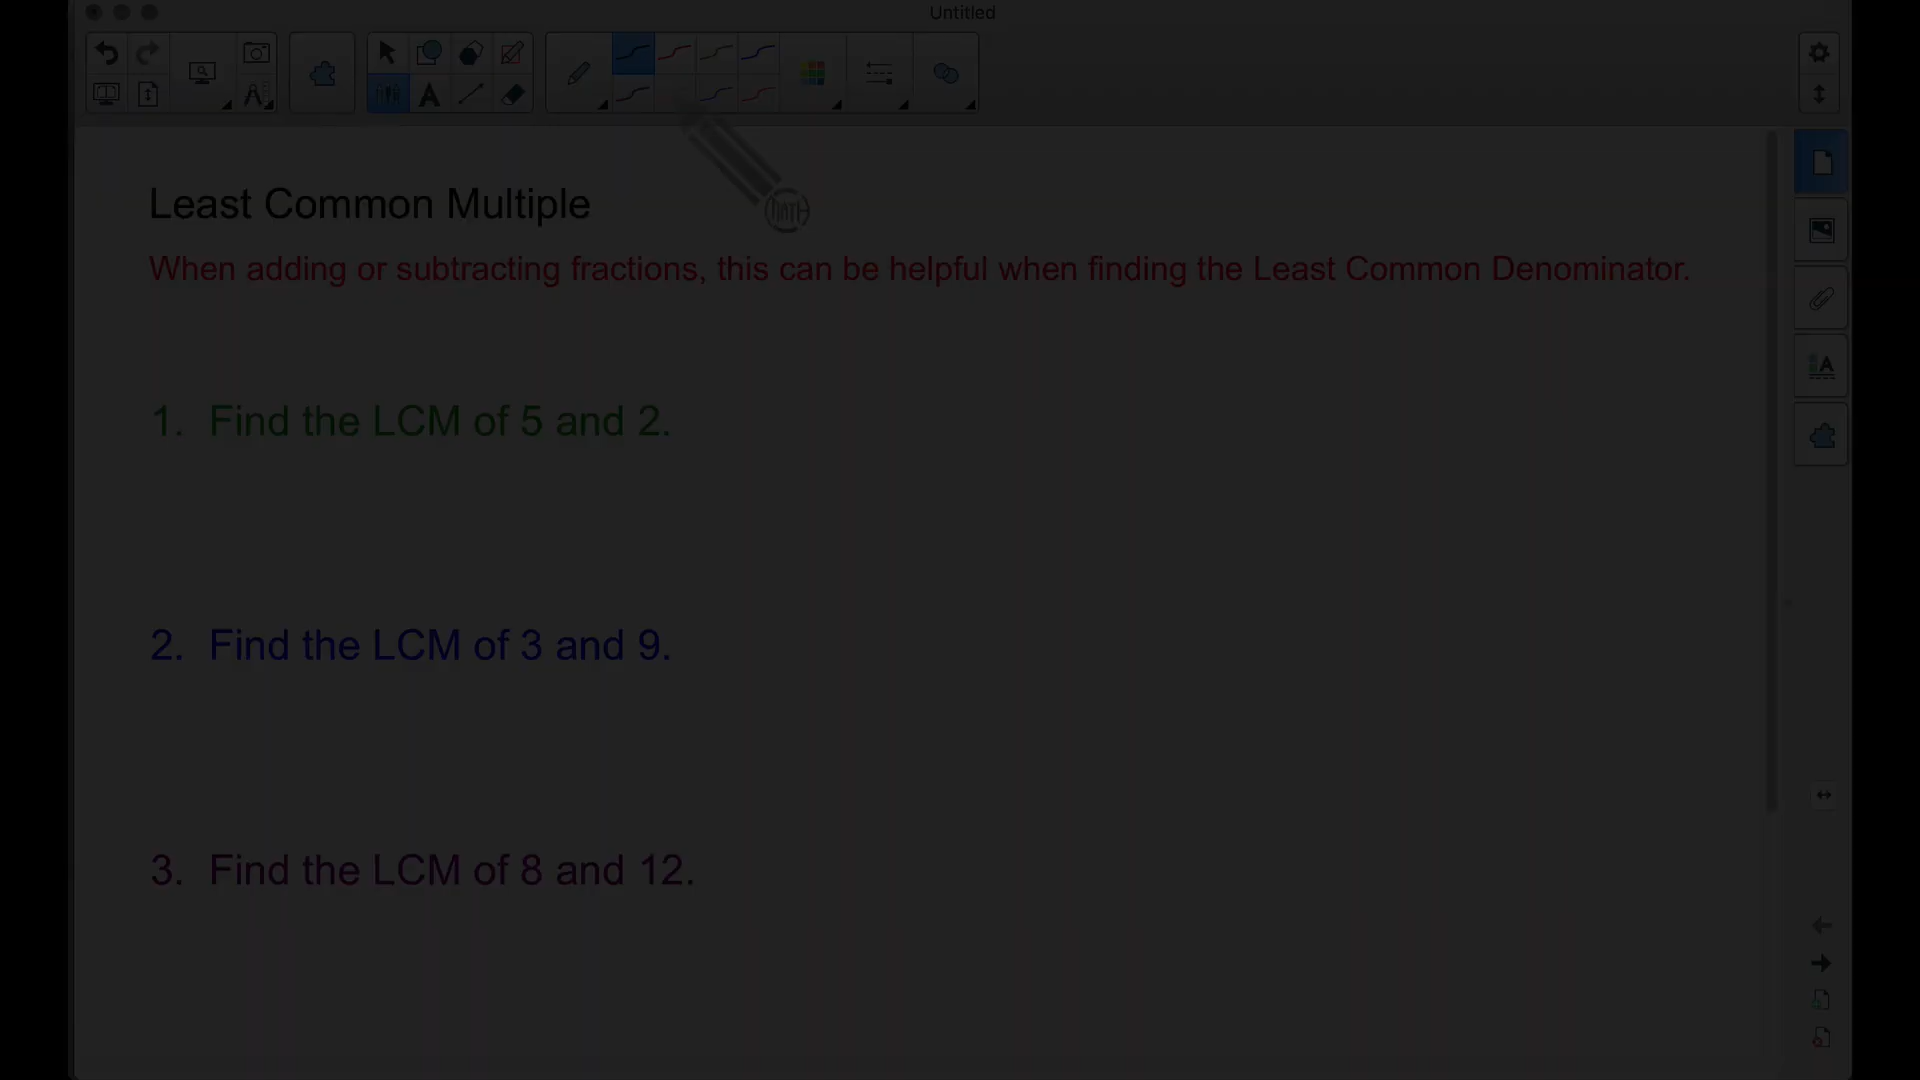 Untitled
Least Common Multiple
When adding or subtracting fractions, this can be helpful when finding the Least Common Denominator.
1. Find the LCM of 5 and 2.
2. Find the LCM of 3 and 9.
3. Find the LCM of 8 and 12.